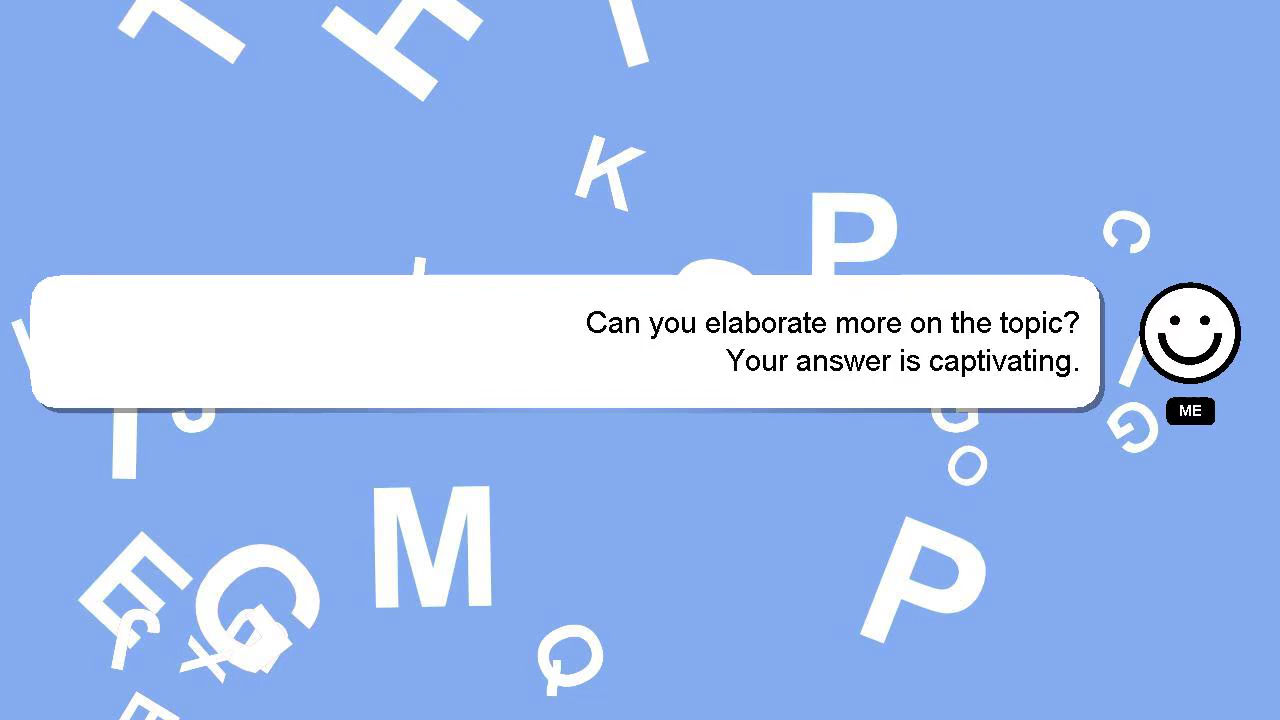 Can you elaborate more on the topic?
Your answer is captivating.
ME
T
H
K
P
C
G
O
G
M
P
E
G
X
Q
E